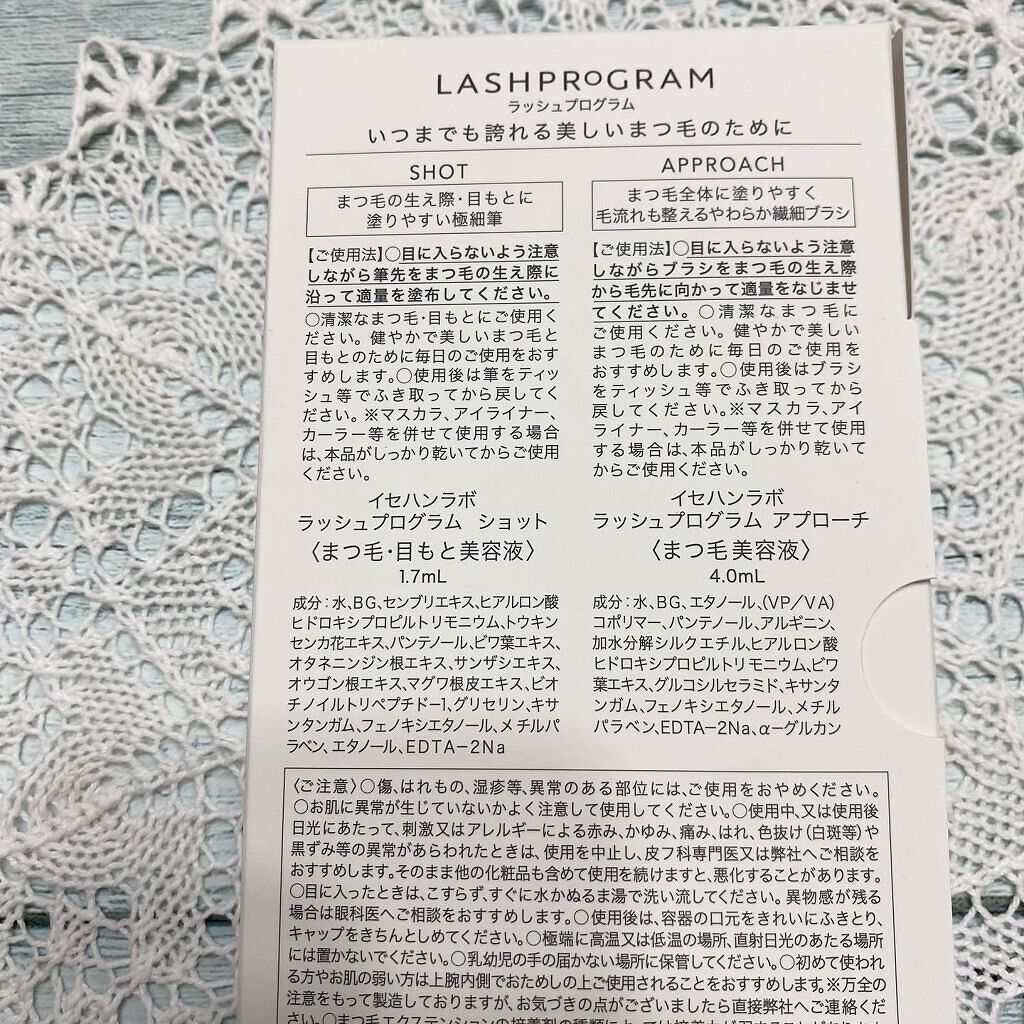 LASHPROGRAM
ラッシュプログラム
いつまでも誇れる美しいまつ毛のために
SHOT
まつ毛の生え際・目もとに
塗りやすい極細筆
【ご使用法】○目に入らないよう注意
しながら筆先をまつ毛の生え際に
沿って適量を塗布してください。
○清潔なまつ毛・目もとにご使用く
ださい。健やかで美しいまつ毛と
目もとのために毎日のご使用をおす
すめします。○使用後は筆をティッ
シュ等でふき取ってから戻してく
ださい。※マスカラ、アイライナー、
カーラー等を併せて使用する場合
は、本品がしっかり乾いてからご使用
ください。
イセハンラボ
ラッシュプログラム ショット
〈まつ毛・目もと美容液〉
1.7mL
成分：水、BG、センブリエキス、ヒアルロン酸
ヒドロキシプロピルトリモニウム、トウキン
センカ花エキス、パンテノール、ビワ葉エキス、
オタネニンジン根エキス、サンザシエキス、
オウゴン根エキス、マグワ根皮エキス、ビオ
チノイルトリペプチド-1、グリセリン、キサ
ンタンガム、フェノキシエタノール、メチルパ
ラベン、エタノール、EDTA-2Na
APPROACH
まつ毛全体に塗りやすく
毛流れも整えるやわらか繊細ブラシ
【ご使用法】○目に入らないよう注意
しながらブラシをまつ毛の生え際
から毛先に向かって適量をなじませ
てください。○清潔なまつ毛に
ご使用ください。健やかで美しい
まつ毛のために毎日のご使用を
おすすめします。○使用後はブラシ
をティッシュ等でふき取ってから
戻してください。※マスカラ、アイ
ライナー、カーラー等を併せて使用
する場合は、本品がしっかり乾いて
からご使用ください。
イセハンラボ
ラッシュプログラム アプローチ
〈まつ毛美容液〉
4.0mL
成分：水、BG、エタノール、(VP/VA)
コポリマー、パンテノール、アルギニン、
加水分解シルクエチル、ヒアルロン酸
ヒドロキシプロピルトリモニウム、ビワ
葉エキス、グルコシルセラミド、キサンタ
ンガム、フェノキシエタノール、メチル
パラベン、EDTA-2Na、α-グルカン
〈ご注意〉○傷、はれもの、湿疹等、異常のある部位には、ご使用をおやめください。
○お肌に異常が生じていないかよく注意して使用してください。○使用中、又は使用後
日光にあたって、刺激又はアレルギーによる赤み、かゆみ、痛み、はれ、色抜け(白斑等)や
黒ずみ等の異常があらわれたときは、使用を中止し、皮フ科専門医又は弊社へご相談を
おすすめします。そのまま他の化粧品も含めて使用を続けますと、悪化することがあります。
○目に入ったときは、こすらず、すぐに水かぬるま湯で洗い流してください。異物感が残る
場合は眼科医へご相談をおすすめします。○使用後は、容器の口元をきれいにふきとり、
キャップをきちんとしめてください。○極端に高温又は低温の場所、直射日光のあたる場所
には置かないでください。○乳幼児の手の届かない場所に保管してください。○初めて使われ
る方やお肌の弱い方は上腕内側でおためしの上ご使用されることをおすすめします。※万全の
注意をもって製造しておりますが、お気づきの点がございましたら直接弊社へご連絡くだ
さい。○まつ毛エクステンションの接着剤の種類によっては接着力が